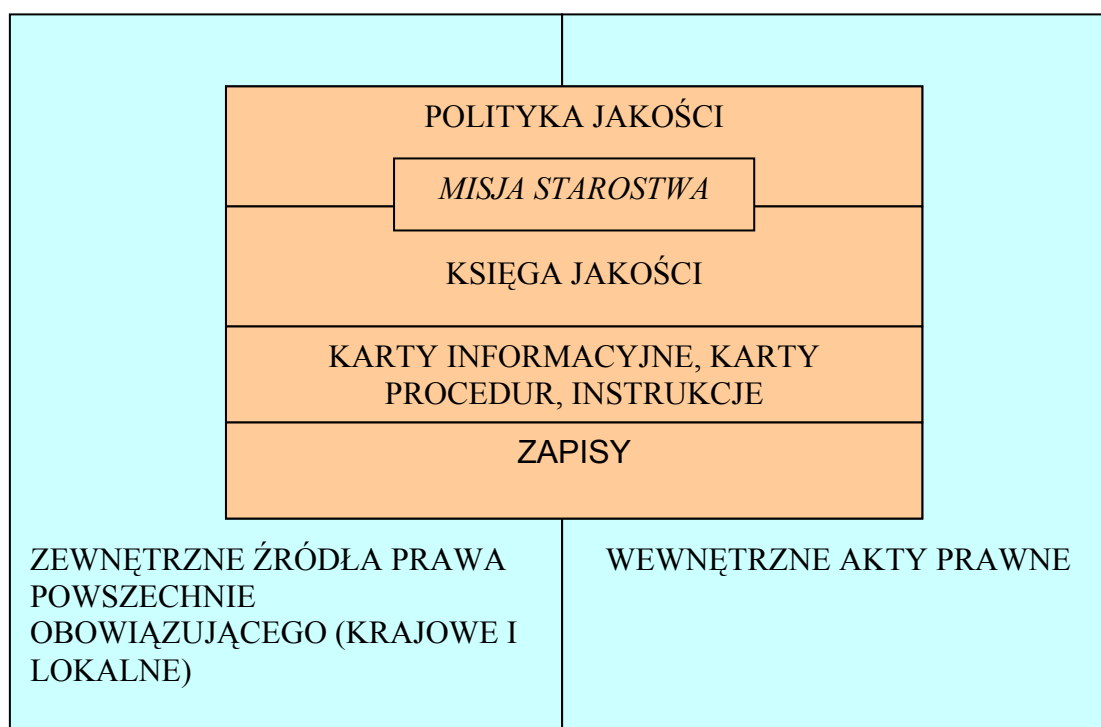 POLITYKA JAKOŚCI
MISJA STAROSTWA
KSIĘGA JAKOŚCI
KARTY INFORMACYJNE, KARTY
PROCEDUR, INSTRUKCJE
ZAPISY
ZEWNĘTRZNE ŹRÓDŁA PRAWA
POWSZECHNIE
OBOWIĄZUJĄCEGO (KRAJOWE I
LOKALNE)
WEWNĘTRZNE AKTY PRAWNE